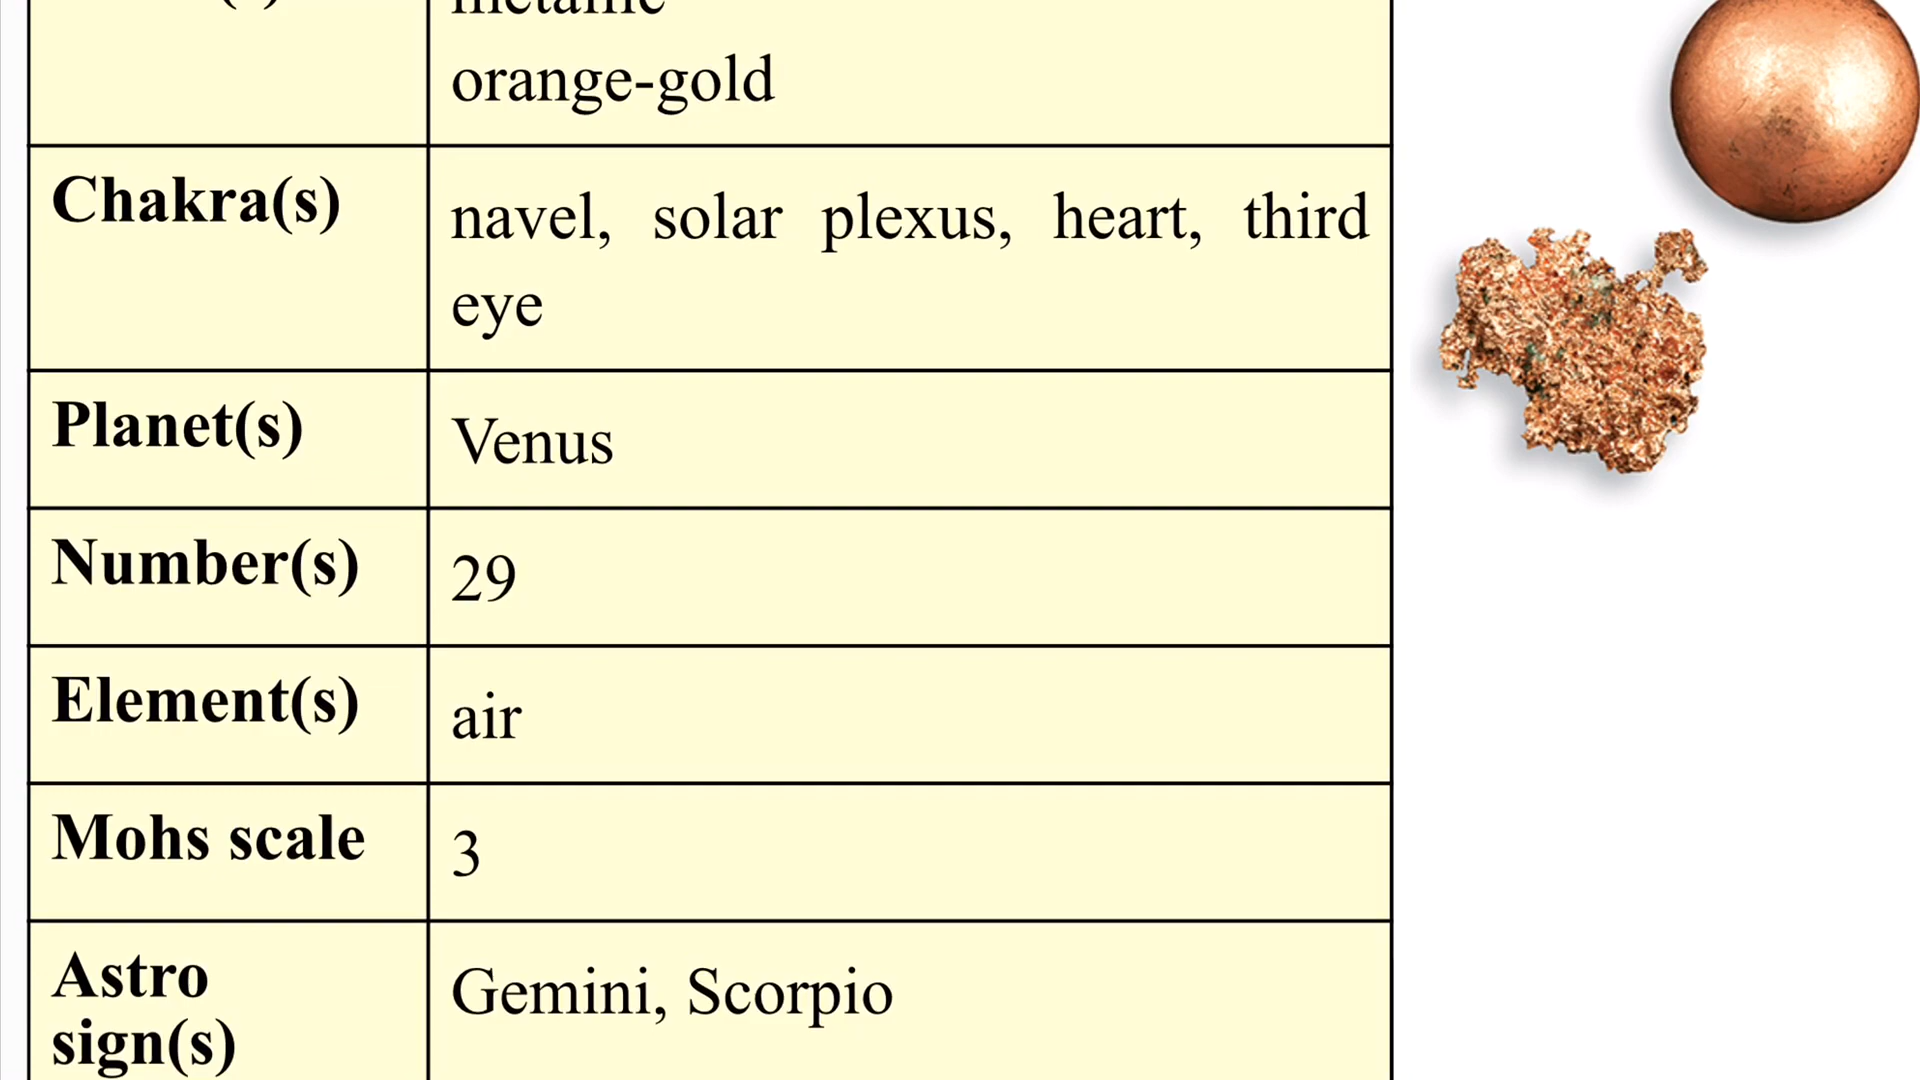 metallic
orange-gold
Chakra(s)
navel, solar plexus, heart, third
eye
Planet(s)
Venus
Number(s)
29
Element(s)
air
Mohs scale
3
Astro
sign(s)
Gemini, Scorpio